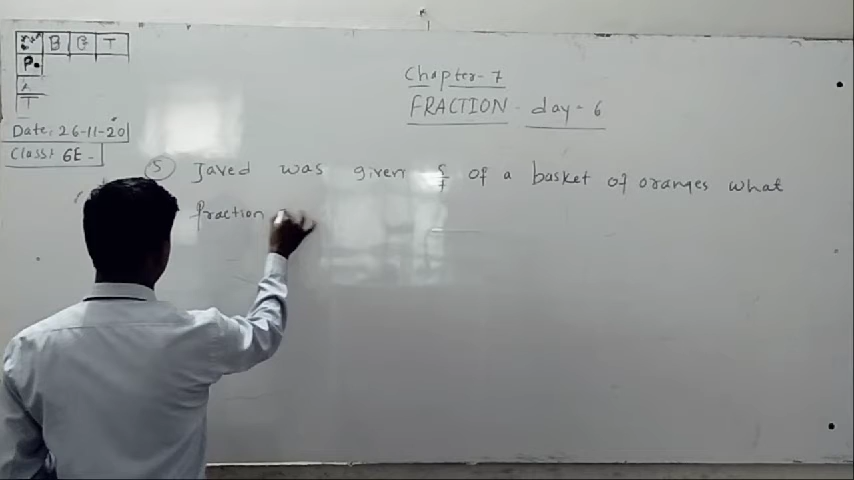 B G T
P.
T
Chapter-7
FRACTION - day - 6
Date: 26-11-20
Class: 6E -
5 Javed was given 5/7 of a basket of oranges what
fraction